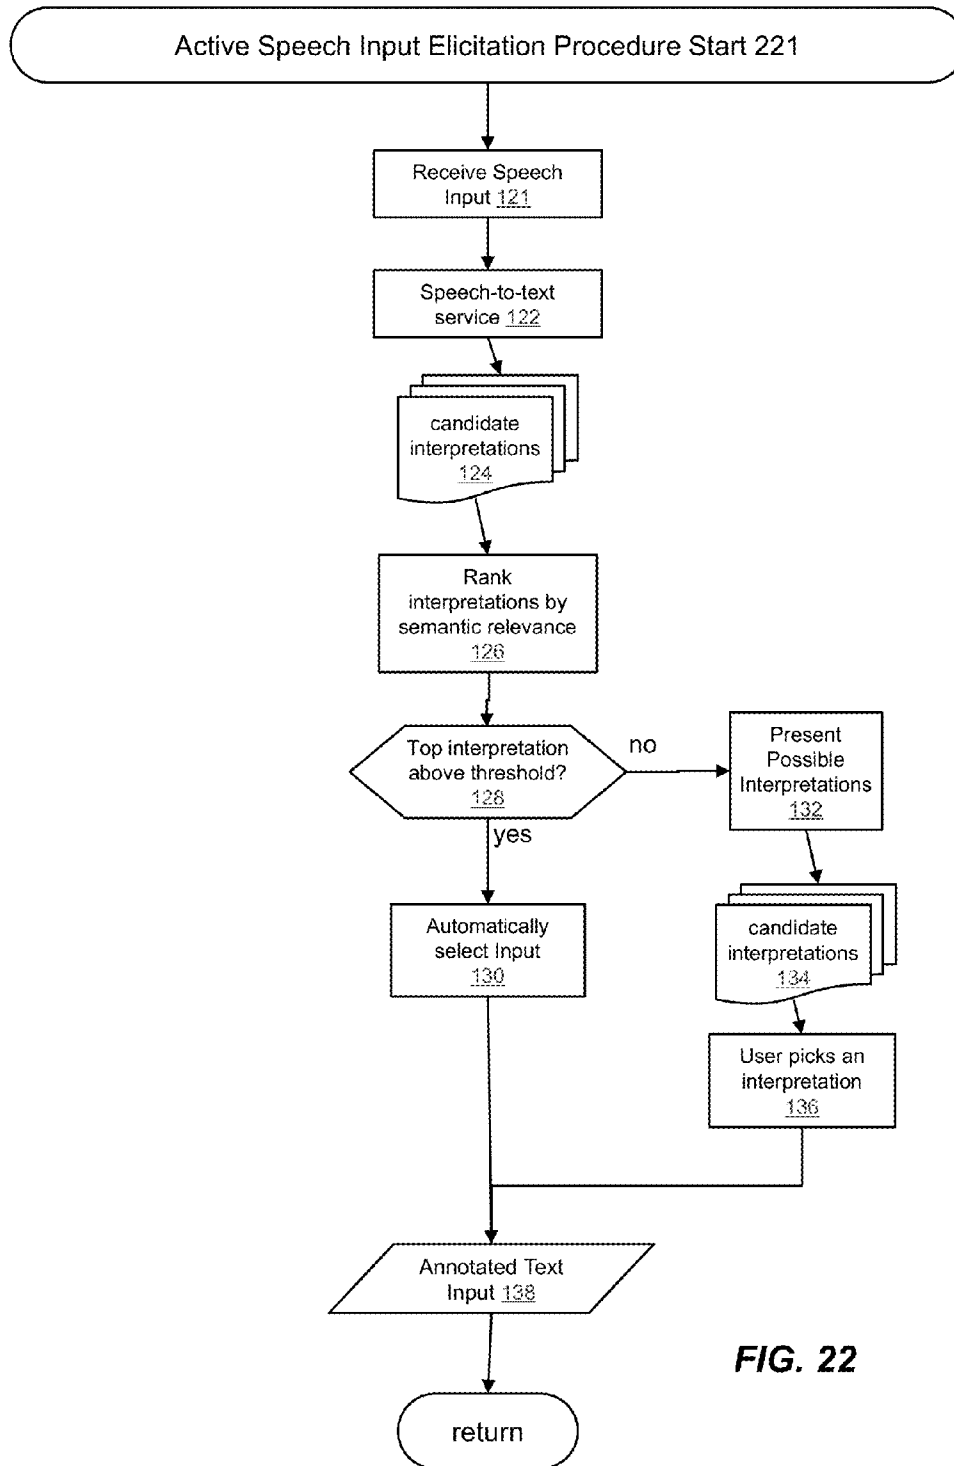 Active Speech Input Elicitation Procedure Start 221
Receive Speech
Input 121
Speech-to-text
service 122
candidate
interpretations
124
Rank
interpretations by
semantic relevance
126
Top interpretation
above threshold?
128
no
yes
Present
Possible
Interpretations
132
Automatically
select Input
130
candidate
interpretations
134
User picks an
interpretation
136
Annotated Text
Input 138
FIG. 22
return